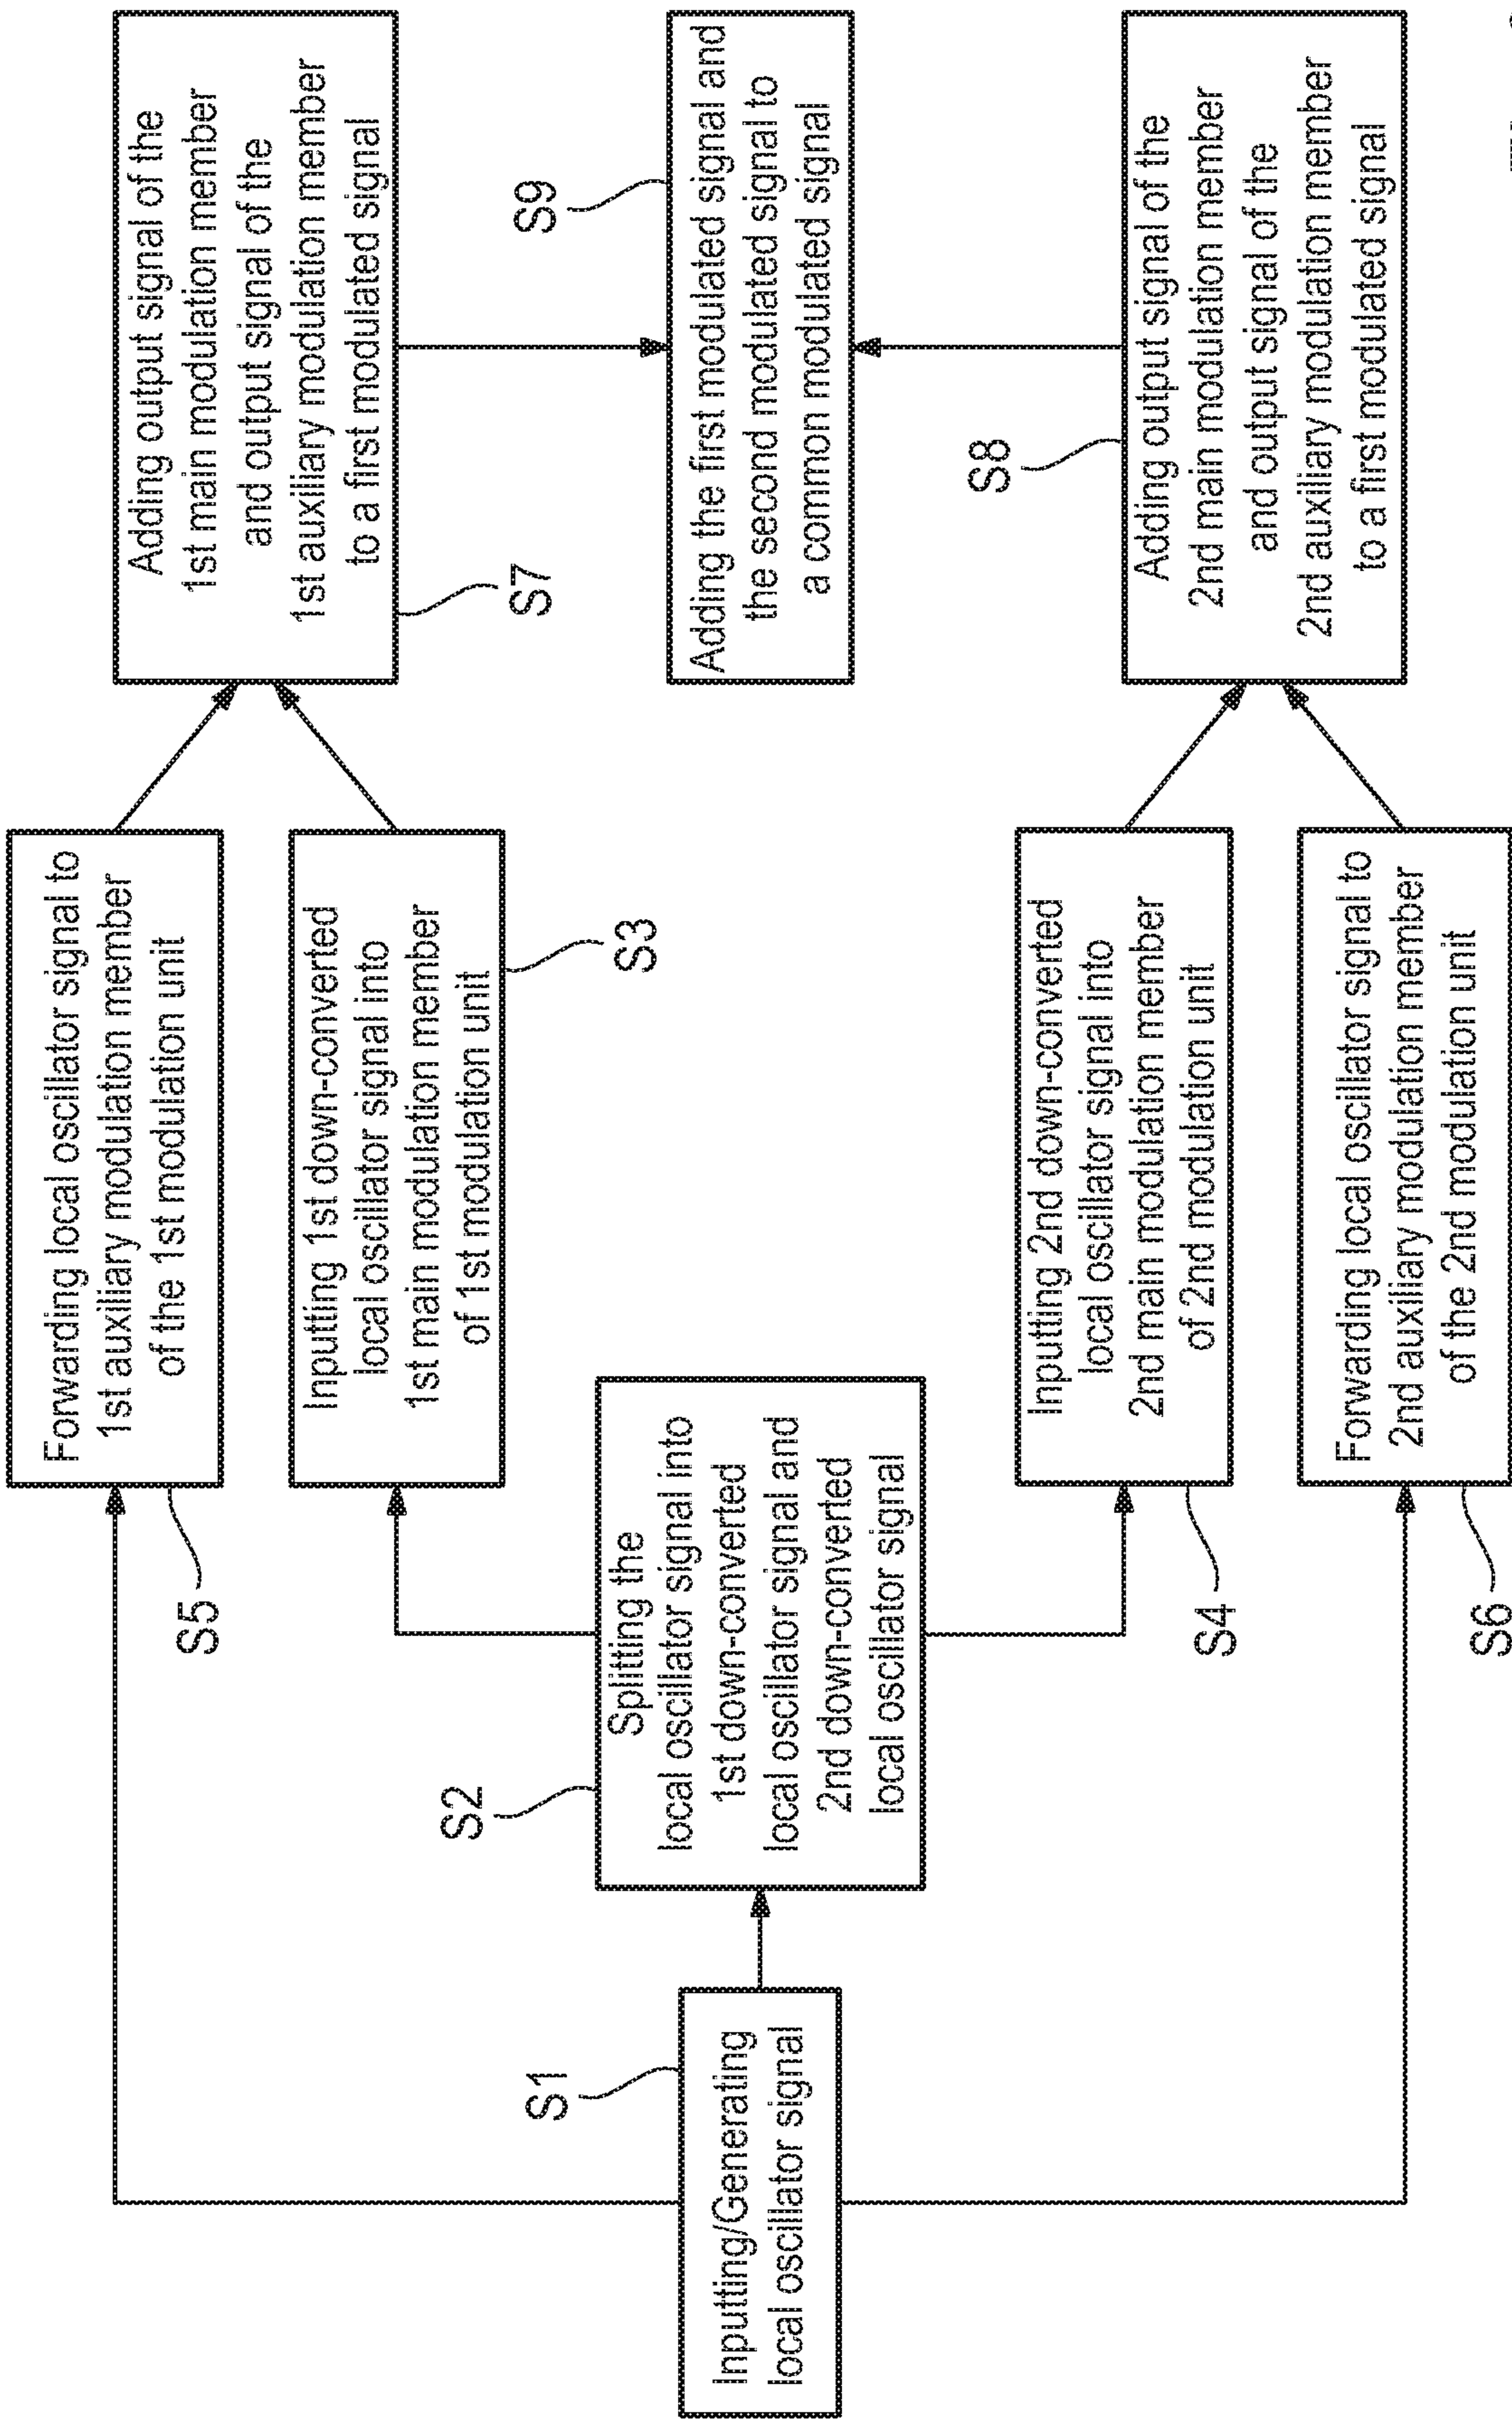 S1
Inputting/Generating
local oscillator signal
S2
Splitting the
local oscillator signal into
1st down-converted
local oscillator signal and
2nd down-converted
local oscillator signal
S5
Forwarding local oscillator signal to
1st auxiliary modulation member
of the 1st modulation unit
Inputting 1st down-converted
local oscillator signal into
1st main modulation member
of 1st modulation unit
S3
Inputting 2nd down-converted
local oscillator signal into
2nd main modulation member
of 2nd modulation unit
S4
Forwarding local oscillator signal to
2nd auxiliary modulation member
of the 2nd modulation unit
S6
Adding output signal of the
1st main modulation member
and output signal of the
1st auxiliary modulation member
to a first modulated signal
S7
S9
Adding the first modulated signal and
the second modulated signal to
a common modulated signal
S8
Adding output signal of the
2nd main modulation member
and output signal of the
2nd auxiliary modulation member
to a first modulated signal